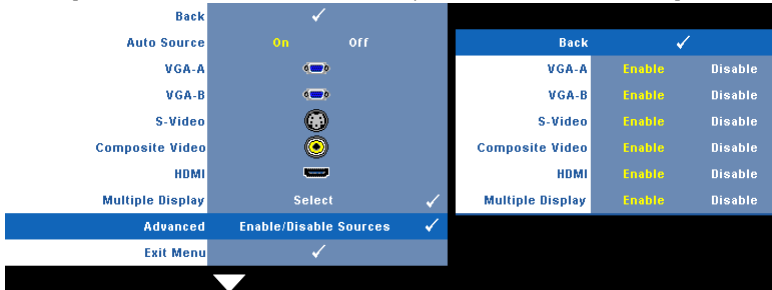 Back
Auto Source On Off
VGA-A
VGA-B
S-Video
Composite Video
HDMI
Multiple Display Select
Advanced Enable/Disable Sources
Exit Menu
Back
VGA-A Enable Disable
VGA-B Enable Disable
S-Video Enable Disable
Composite Video Enable Disable
HDMI Enable Disable
Multiple Display Enable Disable